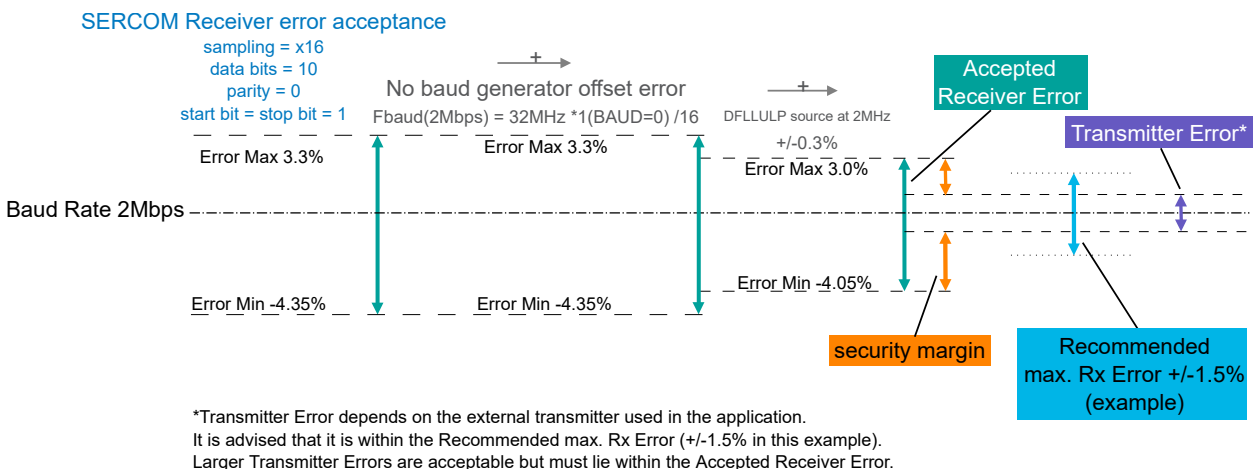 SERCOM Receiver error acceptance
sampling = x16
data bits = 10
parity = 0
start bit = stop bit = 1
+
No baud generator offset error
Fbaud(2Mbps) = 32MHz *1(BAUD=0) /16
+
DFLLULP source at 2MHz
+/-0.3%
Accepted
Receiver Error
Transmitter Error*
Error Max 3.3%
Error Max 3.3%
Error Max 3.0%
Baud Rate 2Mbps
Error Min -4.35%
Error Min -4.35%
Error Min -4.05%
security margin
Recommended
max. Rx Error +/-1.5%
(example)
*Transmitter Error depends on the external transmitter used in the application.
It is advised that it is within the Recommended max. Rx Error (+/-1.5% in this example).
Larger Transmitter Errors are acceptable but must lie within the Accepted Receiver Error.